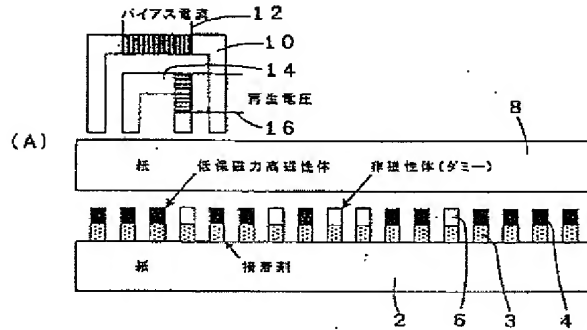 バイアス電流
12
10
14
再生電圧
16
(A)
8
紙
低保磁力高磁性体
非磁性体(ダミー)
紙
接着剤
2
6
3
4